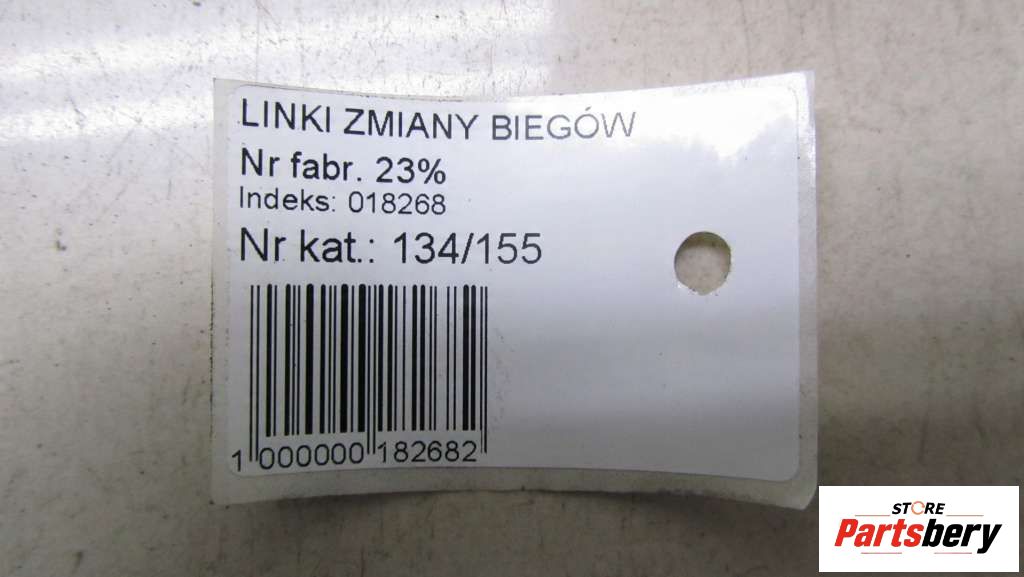 LINKI ZMIANY BIEGÓW
Nr fabr. 23%
Indeks: 018268
Nr kat.: 134/155
1 000000 182682
STORE
Partsbery